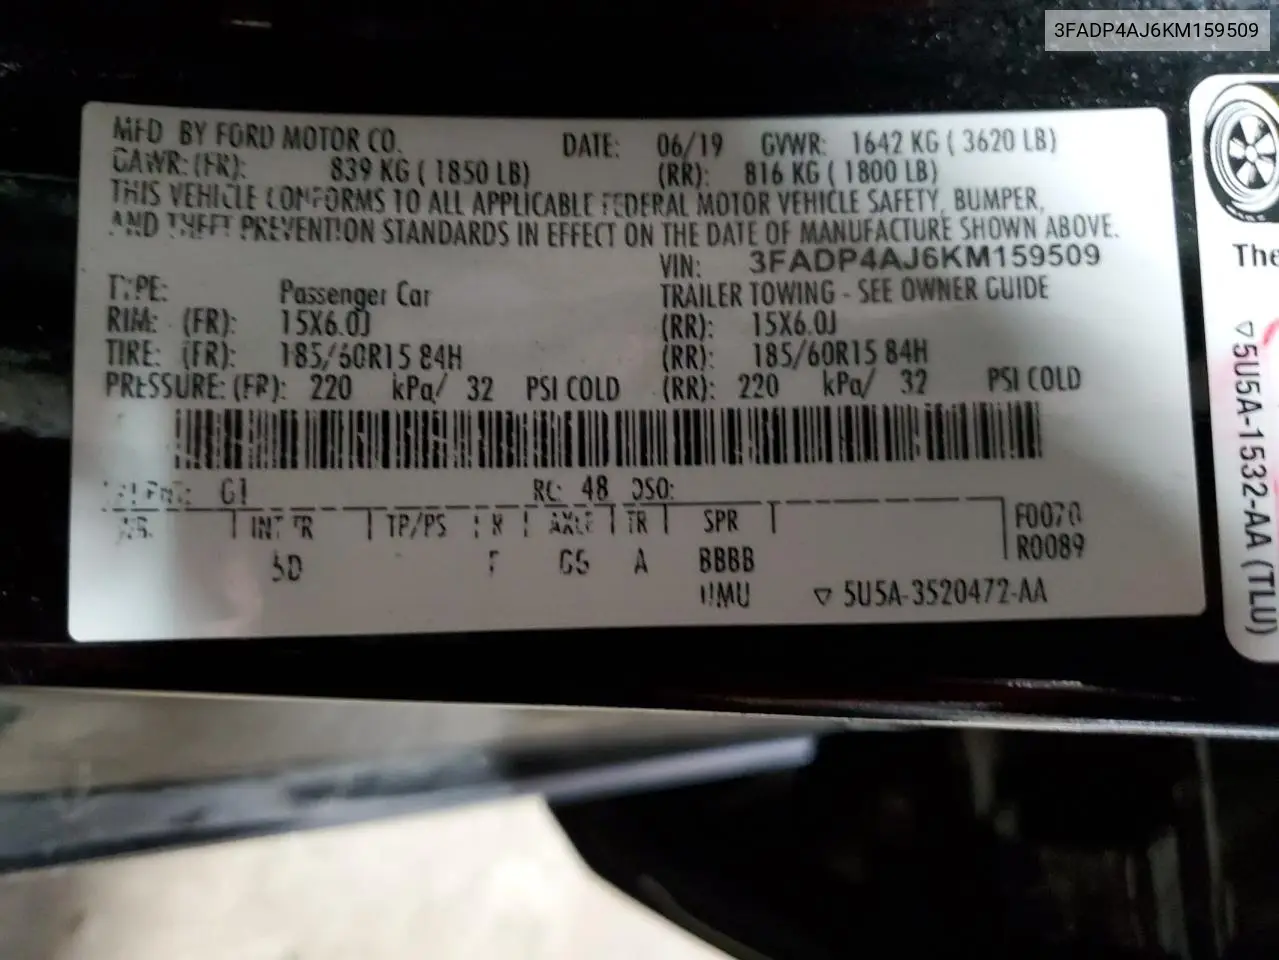 3FADP4AJ6KM159509
MFD BY FORD MOTOR CO. DATE: 06/19 GVWR: 1642 KG ( 3620 LB)
GAWR: (FR): 839 KG ( 1850 LB) (RR): 816 KG ( 1800 LB)
THIS VEHICLE CONFORMS TO ALL APPLICABLE FEDERAL MOTOR VEHICLE SAFETY, BUMPER,
AND THEFT PREVENTION STANDARDS IN EFFECT ON THE DATE OF MANUFACTURE SHOWN ABOVE.
VIN: 3FADP4AJ6KM159509
TYPE: Passenger Car TRAILER TOWING - SEE OWNER GUIDE
RIM: (FR): 15X6.0J (RR): 15X6.0J
TIRE: (FR): 185/60R15 84H (RR): 185/60R15 84H
PRESSURE: (FR): 220 kPa/ 32 PSI COLD (RR): 220 kPa/ 32 PSI COLD
G1 RC: 48 DSO:
INT TR TP/PS R AXLE TR SPR F0070
R0089
5D F G5 A BBBB
UMU ▽ 5U5A-3520472-AA
The
▽5U5A-1532-AA (TLU)